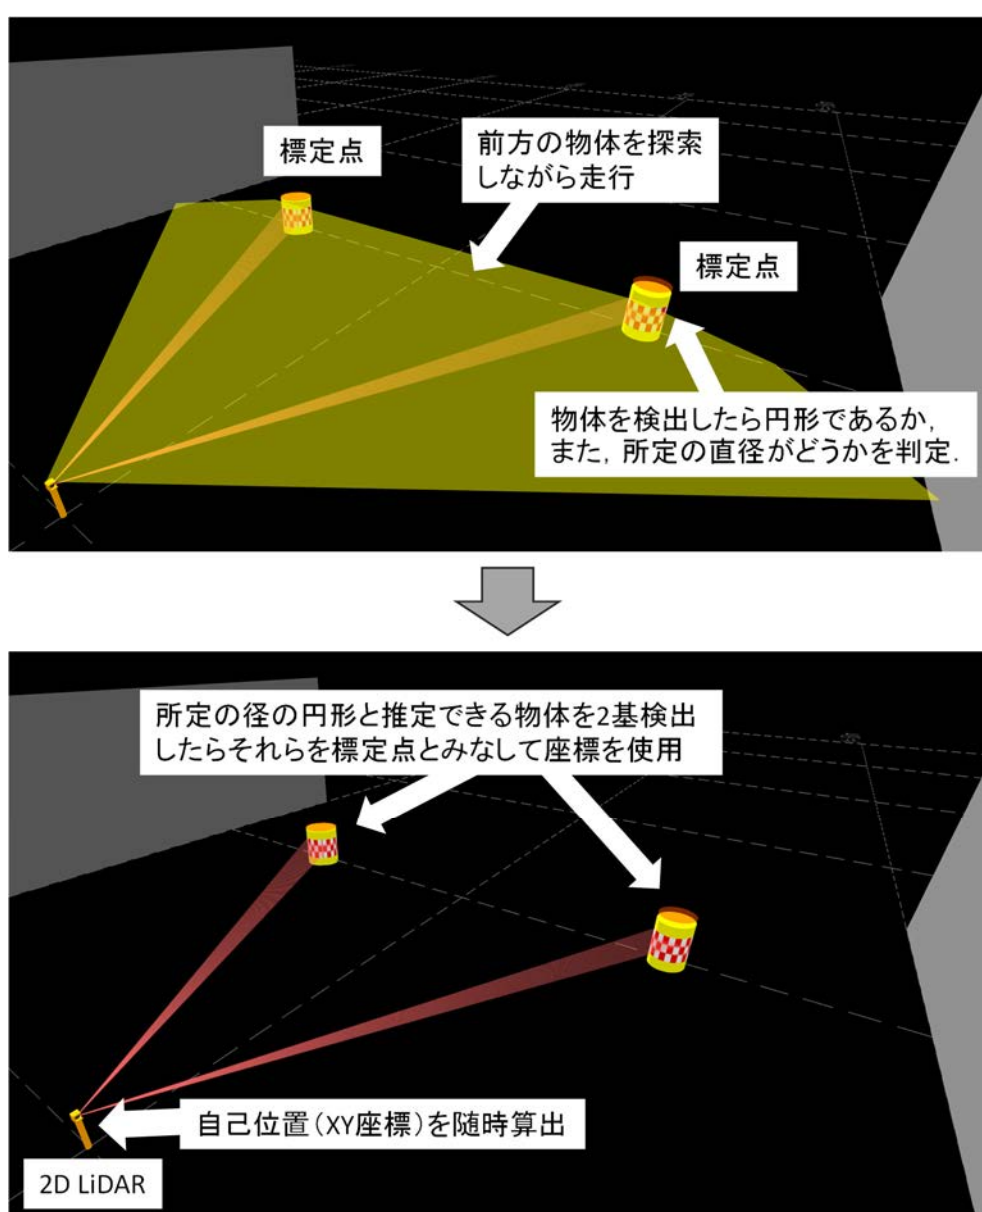 標定点
前方の物体を探索
しながら走行
標定点
物体を検出したら円形であるか,
また, 所定の直径がどうかを判定.
所定の径の円形と推定できる物体を2基検出
したらそれらを標定点とみなして座標を使用
自己位置(XY座標)を随時算出
2D LiDAR